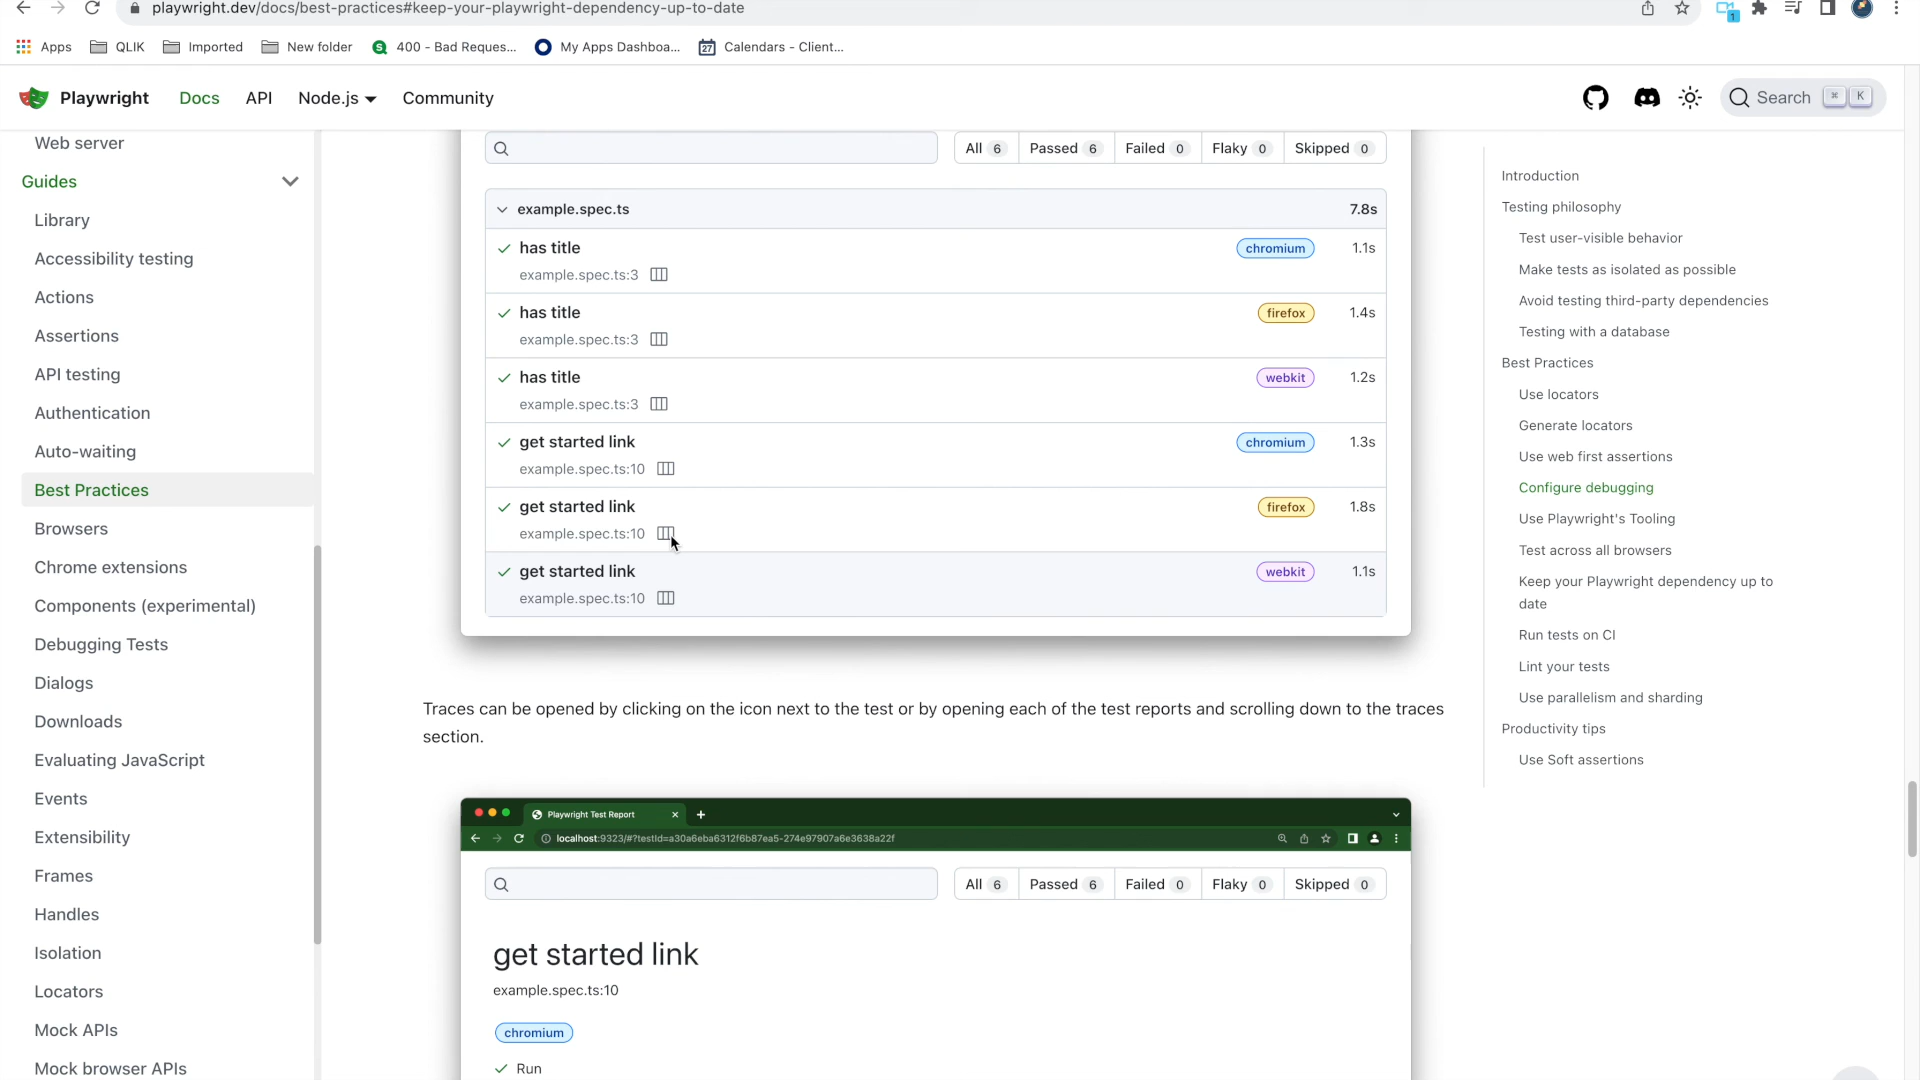 playwright.dev/docs/best-practices#keep-your-playwright-dependency-up-to-date
1
Apps
QLIK
Imported
New folder
S
400 - Bad Reques...
My Apps Dashboa...
27
Calendars - Client...
Playwright
Docs
API
Node.js
Community
Search
⌘
K
Web server
Guides
Library
Accessibility testing
Actions
Assertions
API testing
Authentication
Auto-waiting
Best Practices
Browsers
Chrome extensions
Components (experimental)
Debugging Tests
Dialogs
Downloads
Evaluating JavaScript
Events
Extensibility
Frames
Handles
Isolation
Locators
Mock APIs
Mock browser APIs
All 6
Passed 6
Failed 0
Flaky 0
Skipped 0
example.spec.ts
7.8s
has title
chromium
1.1s
example.spec.ts:3
has title
firefox
1.4s
example.spec.ts:3
has title
webkit
1.2s
example.spec.ts:3
get started link
chromium
1.3s
example.spec.ts:10
get started link
firefox
1.8s
example.spec.ts:10
get started link
webkit
1.1s
example.spec.ts:10
Traces can be opened by clicking on the icon next to the test or by opening each of the test reports and scrolling down to the traces
section.
Playwright Test Report
localhost:9323/#?testId=a30a6eba6312f6b87ea5-274e97907a6e3638a22f
All 6
Passed 6
Failed 0
Flaky 0
Skipped 0
get started link
example.spec.ts:10
chromium
Run
Introduction
Testing philosophy
Test user-visible behavior
Make tests as isolated as possible
Avoid testing third-party dependencies
Testing with a database
Best Practices
Use locators
Generate locators
Use web first assertions
Configure debugging
Use Playwright's Tooling
Test across all browsers
Keep your Playwright dependency up to
date
Run tests on CI
Lint your tests
Use parallelism and sharding
Productivity tips
Use Soft assertions